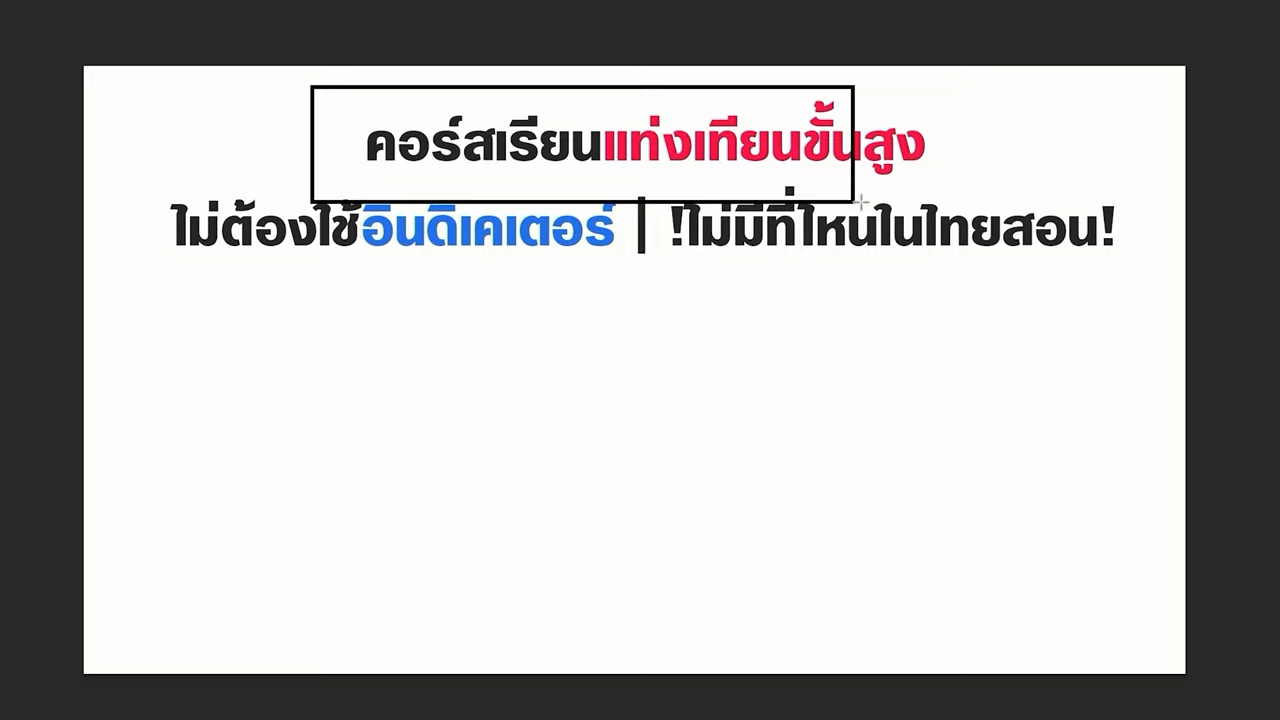 คอร์สเรียนแท่งเทียนขั้นสูง
ไม่ต้องใช้อินดิเคเตอร์ | !ไม่มีที่ไหนในไทยสอน!